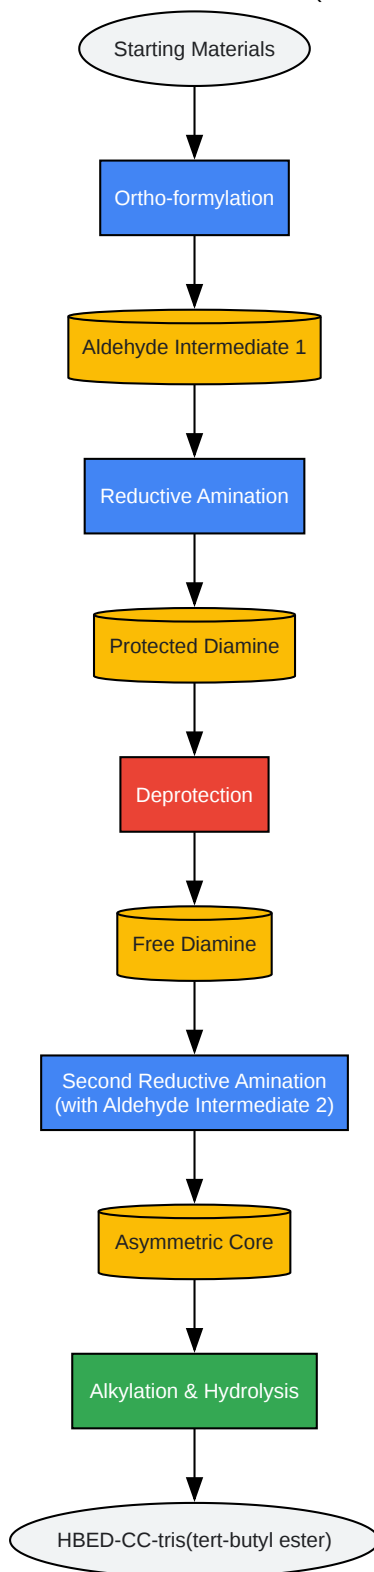 Starting Materials
Ortho-formylation
Aldehyde Intermediate 1
Reductive Amination
Protected Diamine
Deprotection
Free Diamine
Second Reductive Amination
(with Aldehyde Intermediate 2)
Asymmetric Core
Alkylation & Hydrolysis
HBED-CC-tris(tert-butyl ester)